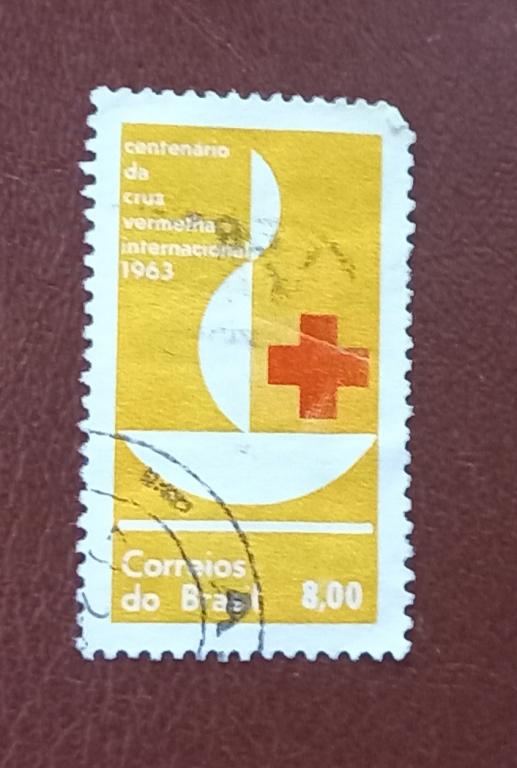 centenário
da
cruz
vermelha
internacional
1963
Correios
do Brasil 8,00